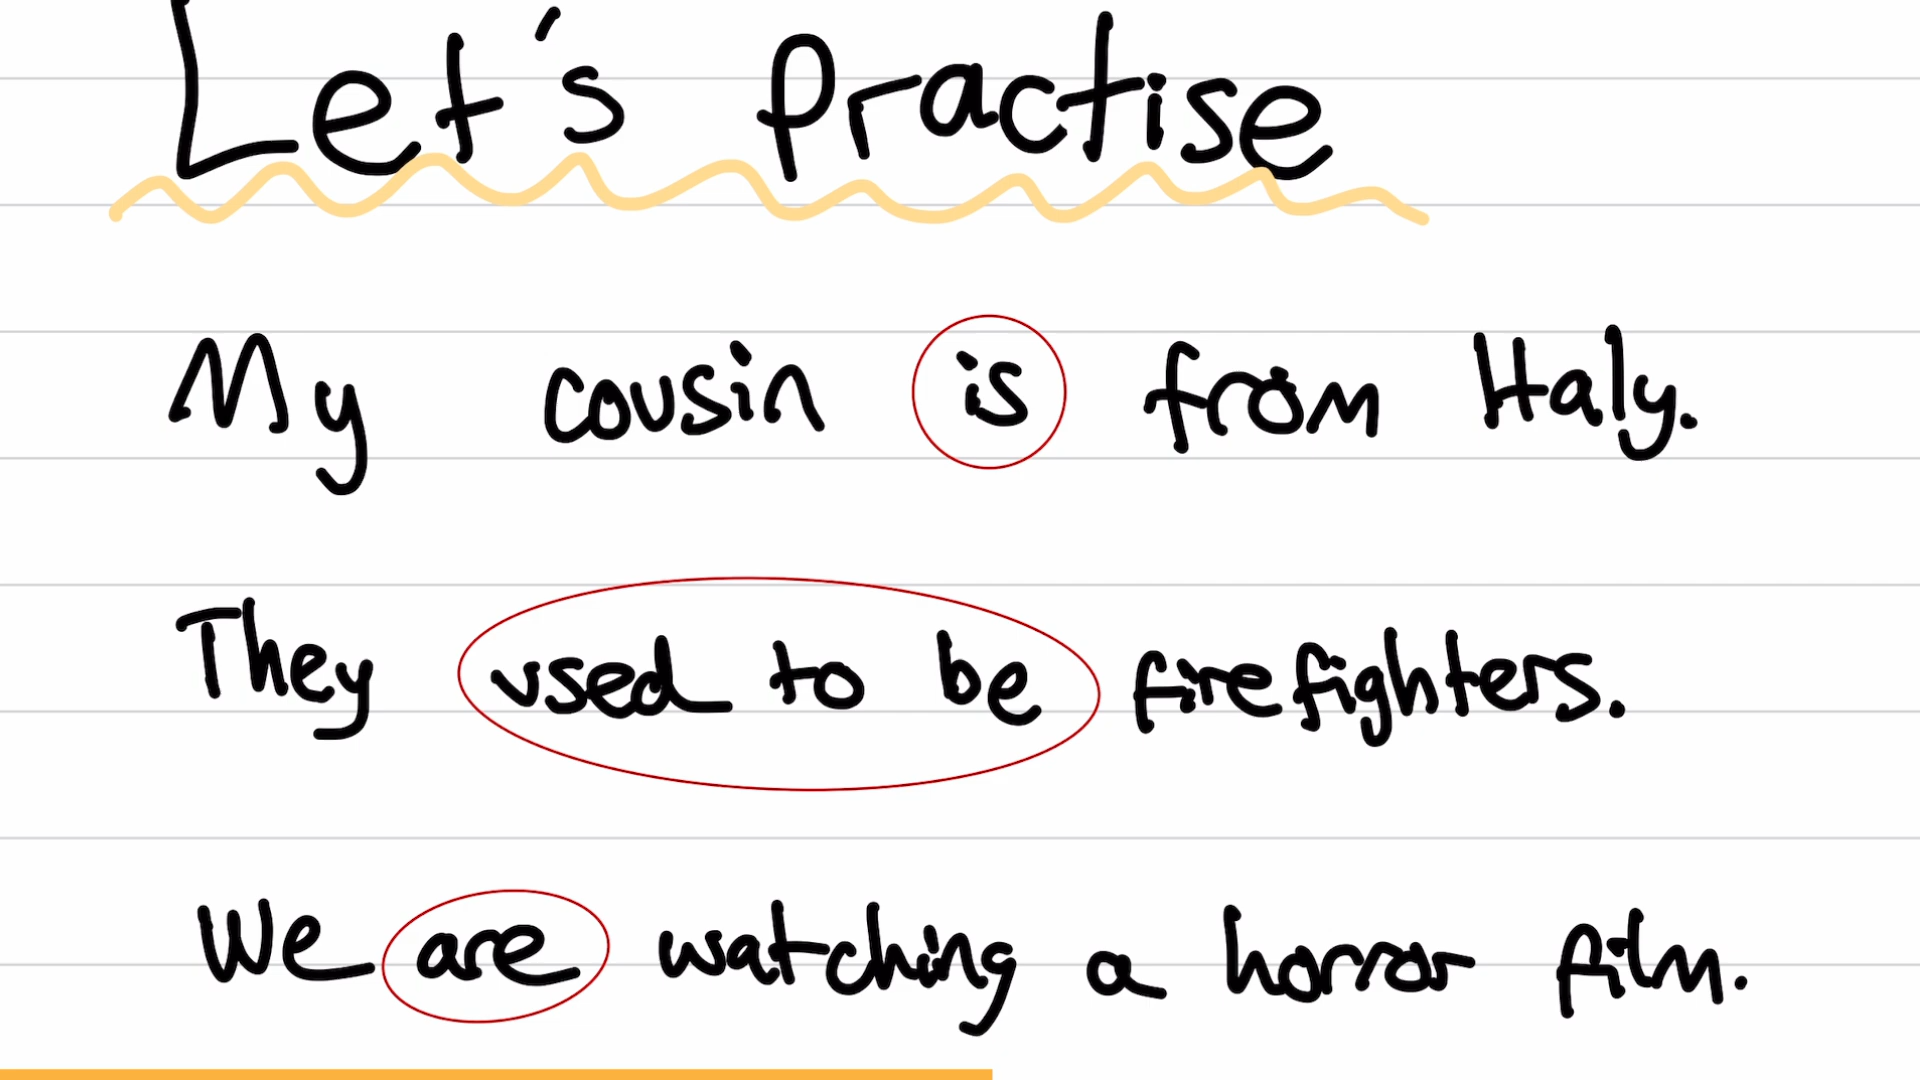 Let's practise
My cousin is from Italy.
They used to be firefighters.
We are watching a horror film.